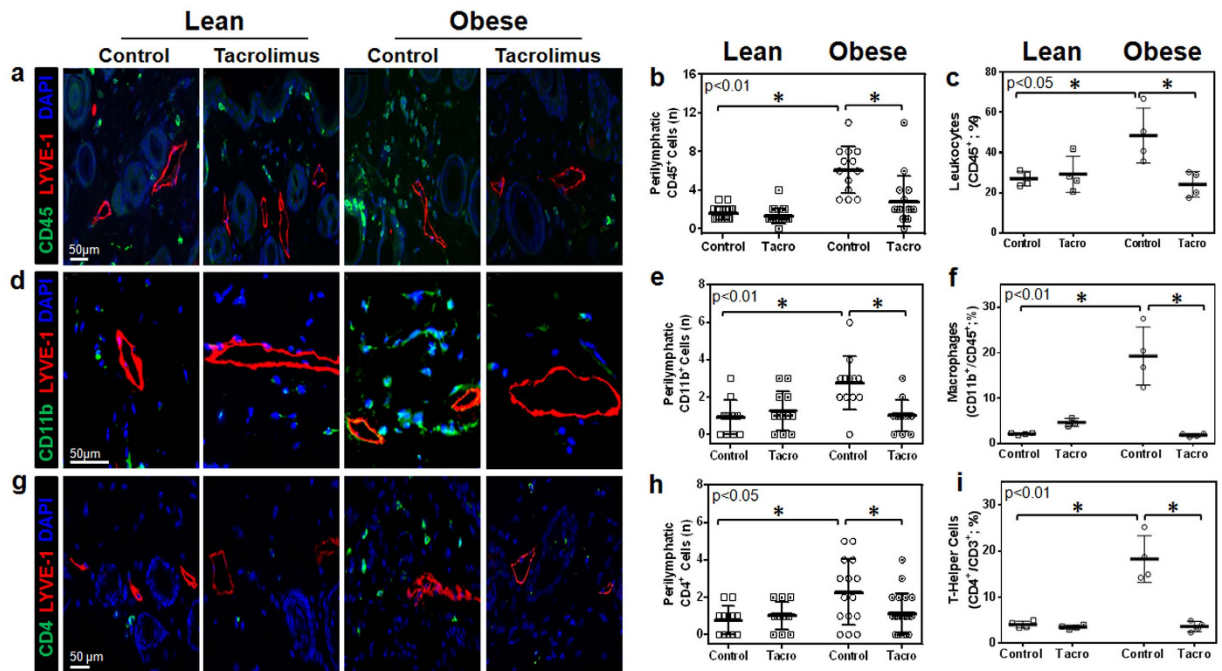 Lean Obese
Control Tacrolimus Control Tacrolimus
a
CD45 LYVE-1 DAPI
50µm
d
CD11b LYVE-1 DAPI
50µm
g
CD4 LYVE-1 DAPI
50 µm
Lean Obese
b
p<0.01
* *
Perilymphatic
CD45+ Cells (n)
16
12
8
4
0
Control Tacro Control Tacro
Lean Obese
c
p<0.05
* *
Leukocytes
(CD45+; %)
80
60
40
20
0
Control Tacro Control Tacro
e
p<0.01
* *
Perilymphatic
CD11b+ Cells (n)
8
6
4
2
0
Control Tacro Control Tacro
f
p<0.01
* *
Macrophages
(CD11b+/CD45+;%)
30
20
10
0
Control Tacro Control Tacro
h
p<0.05
* *
Perilymphatic
CD4+ Cells (n)
8
6
4
2
0
Control Tacro Control Tacro
i
p<0.01
* *
T-Helper Cells
(CD4+/CD3+; %)
30
20
10
0
Control Tacro Control Tacro